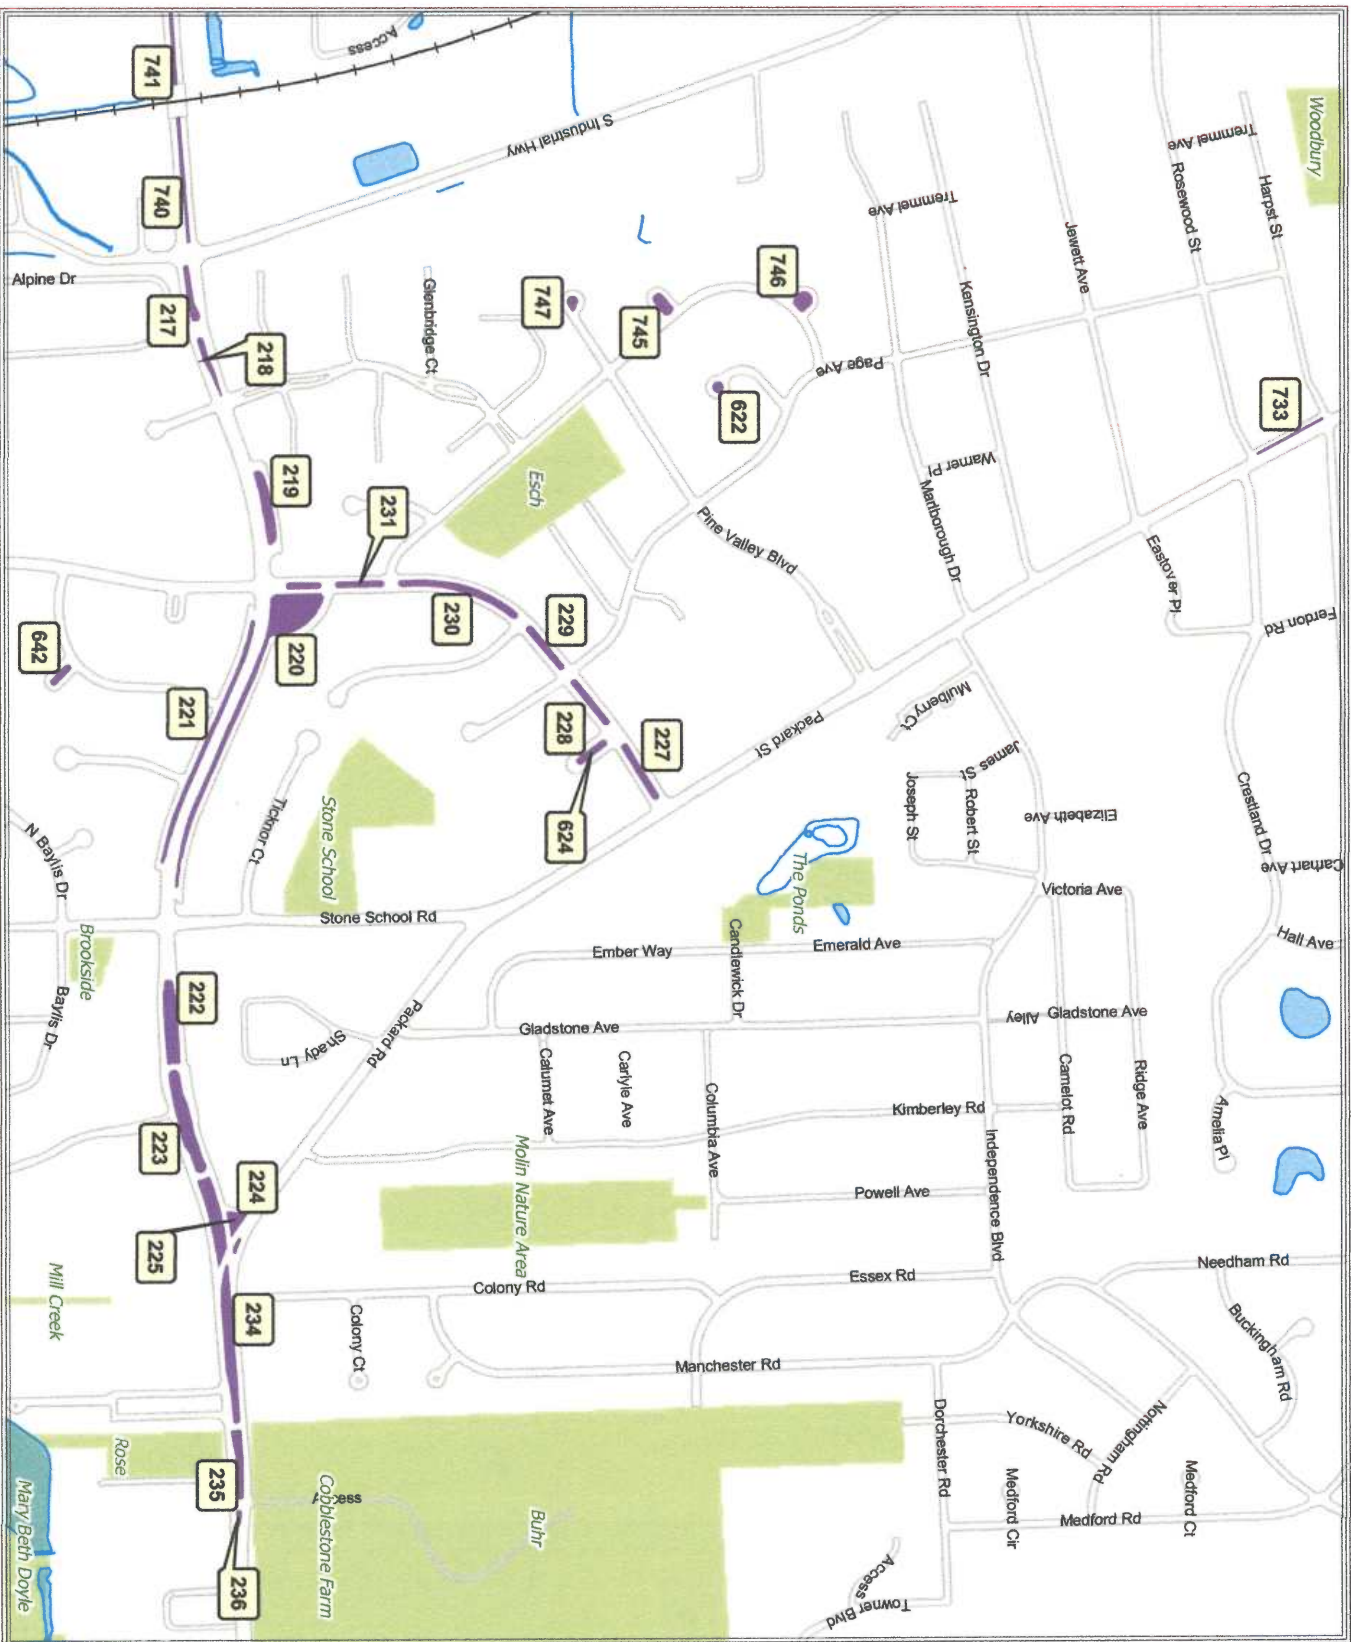 Woodbury
Access
741
S Industrial Hwy
Tremmel Ave
Harpst St
Rosewood St
Tremmel Ave
Jewett Ave
740
Alpine Dr
217
218
Glenbridge Ct
747
745
746
Kensington Dr
Page Ave
622
733
Warner Pl
Marlborough Dr
219
Esch
231
Pine Valley Blvd
Eastover Pl
Ferdon Rd
642
220
230
229
221
228
227
Packard St
Mulberry Ct
James St
Joseph St
Robert St
Elizabeth Ave
Crestland Dr
Carhart Ave
624
Stone School
Ticknor Ct
N Baylis Dr
The Ponds
Victoria Ave
Stone School Rd
Brookside
Candlewick Dr
Ember Way
Emerald Ave
Hall Ave
222
Baylis Dr
Packard Rd
Shady Ln
Gladstone Ave
Alley
Gladstone Ave
Calumet Ave
Carlyle Ave
Columbia Ave
Kimberley Rd
Camelot Rd
Ridge Ave
Amelia Pl
223
224
225
Molin Nature Area
Powell Ave
Independence Blvd
Mill Creek
234
Colony Rd
Colony Ct
Essex Rd
Needham Rd
Buckingham Rd
Manchester Rd
Dorchester Rd
Yorkshire Rd
Nottingham Rd
Rose
235
Access
Cobblestone Farm
Buhr
Medford Cir
Medford Rd
Medford Ct
Mary Beth Doyle
236
Access
Towner Blvd